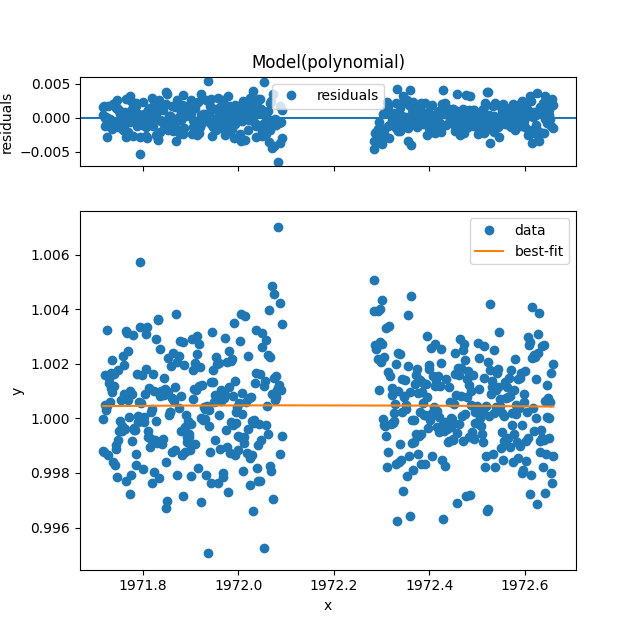 Model(polynomial)
residuals
0.005
0.000
−0.005
residuals
data
best-fit
y
1.006
1.004
1.002
1.000
0.998
0.996
1971.8 1972.0 1972.2 1972.4 1972.6
x